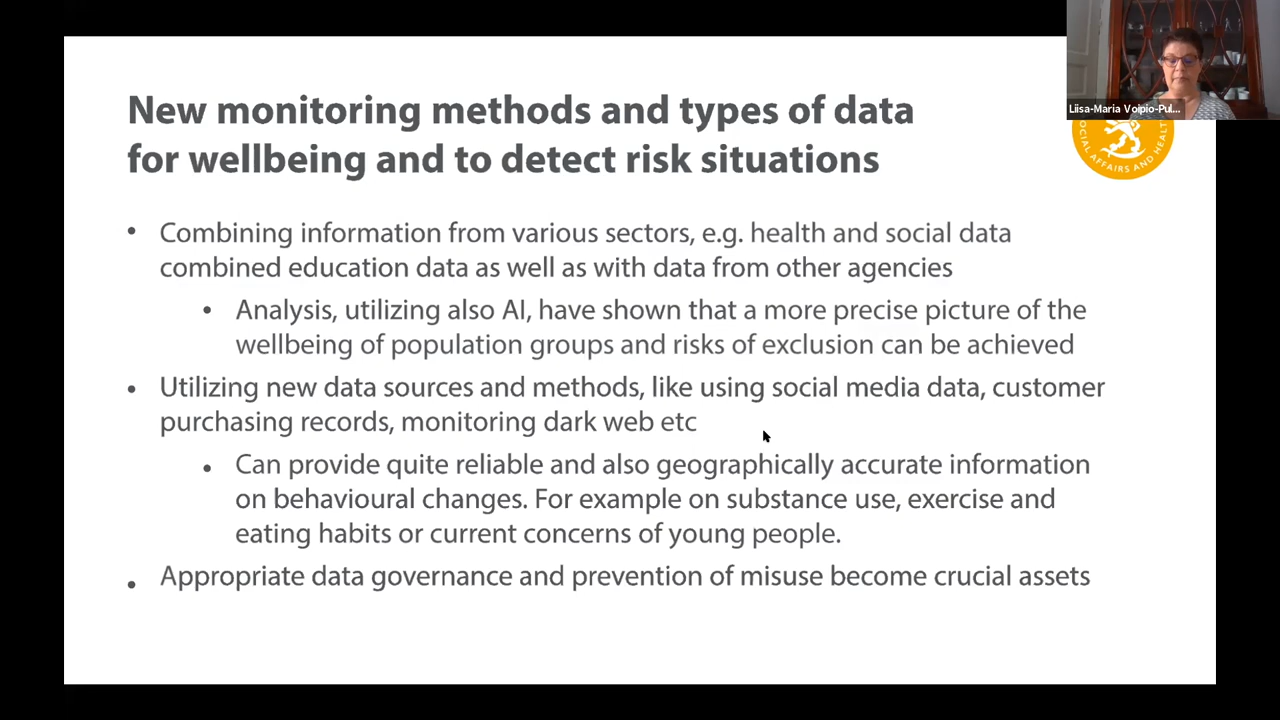 New monitoring methods and types of data
for wellbeing and to detect risk situations
Liisa-Maria Voipio-Pul...
SOCIAL AFFAIRS AND HEALTH
• Combining information from various sectors, e.g. health and social data
combined education data as well as with data from other agencies
• Analysis, utilizing also AI, have shown that a more precise picture of the
wellbeing of population groups and risks of exclusion can be achieved
• Utilizing new data sources and methods, like using social media data, customer
purchasing records, monitoring dark web etc
• Can provide quite reliable and also geographically accurate information
on behavioural changes. For example on substance use, exercise and
eating habits or current concerns of young people.
• Appropriate data governance and prevention of misuse become crucial assets